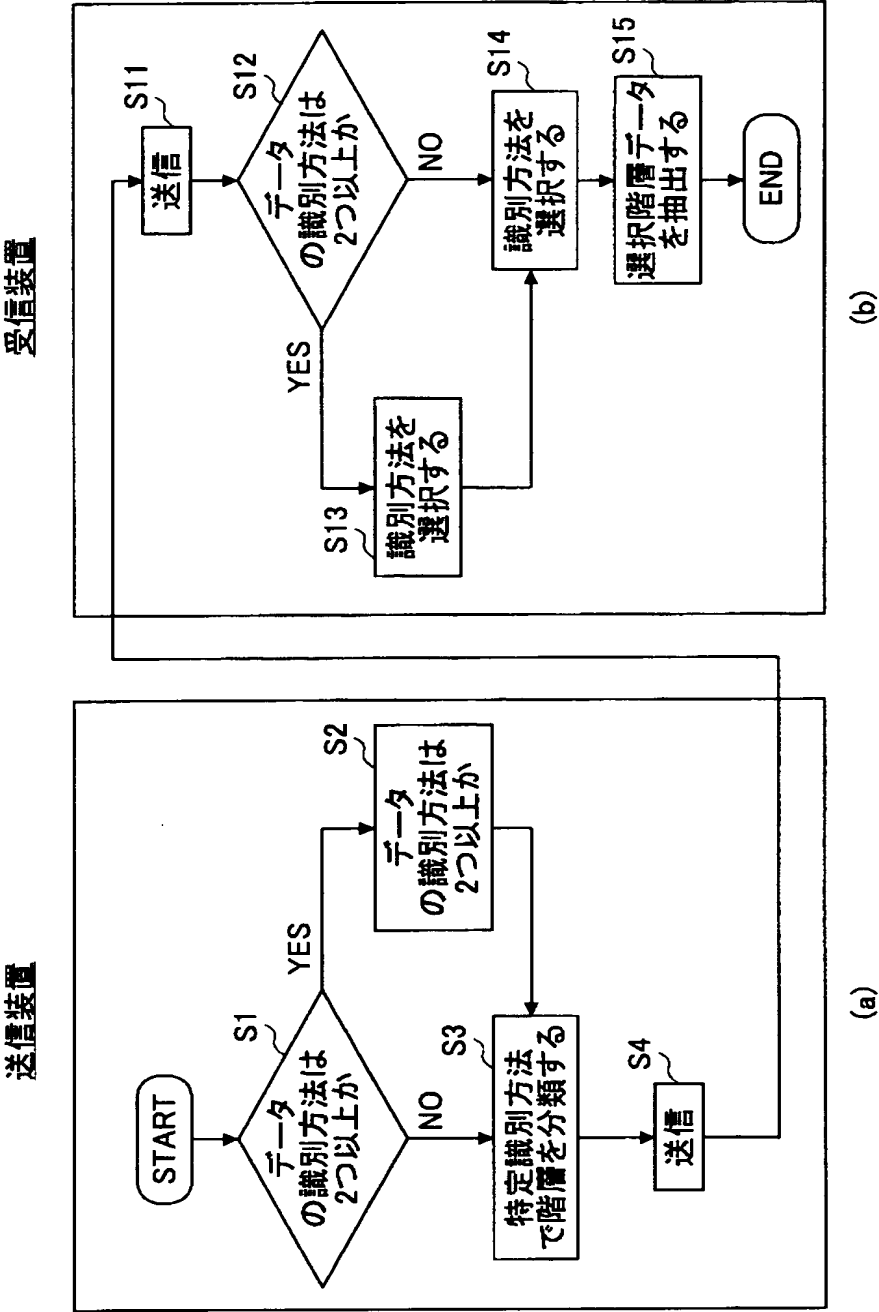 送信装置
START
S1
データ
の識別方法は
2つ以上か
YES
NO
S2
データ
の識別方法は
2つ以上か
S3
特定識別方法
で階層を分類する
S4
送信
(a)
受信装置
S11
送信
S12
データ
の識別方法は
2つ以上か
YES
NO
S13
識別方法を
選択する
S14
識別方法を
選択する
S15
選択階層データ
を抽出する
END
(b)